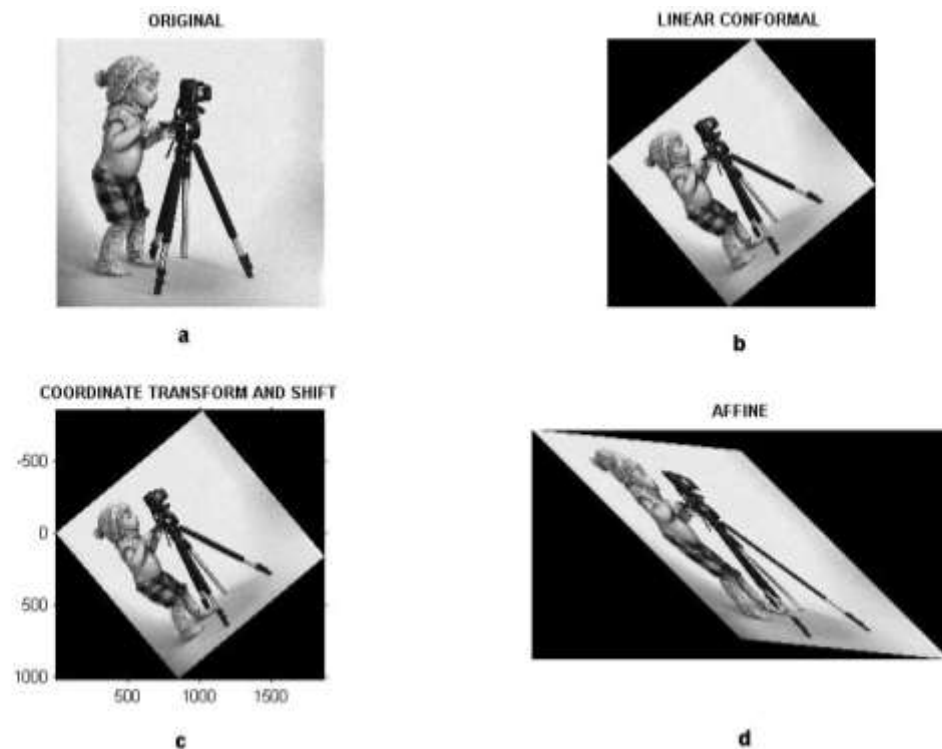 ORIGINAL
LINEAR CONFORMAL
a
b
COORDINATE TRANSFORM AND SHIFT
AFFINE
-500
0
500
1000
500 1000 1500
c
d